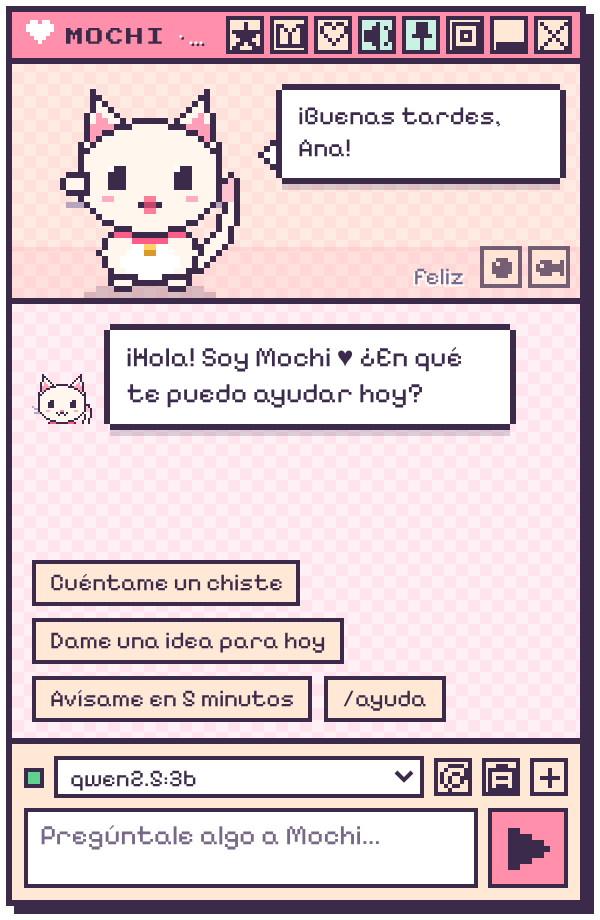 MOCHI ·...
¡Buenas tardes,
Ana!
feliz
¡Hola! Soy Mochi ♥ ¿En qué
te puedo ayudar hoy?
Cuéntame un chiste
Dame una idea para hoy
Avísame en 5 minutos
/ayuda
qwen2.5:3b
Pregúntale algo a Mochi...